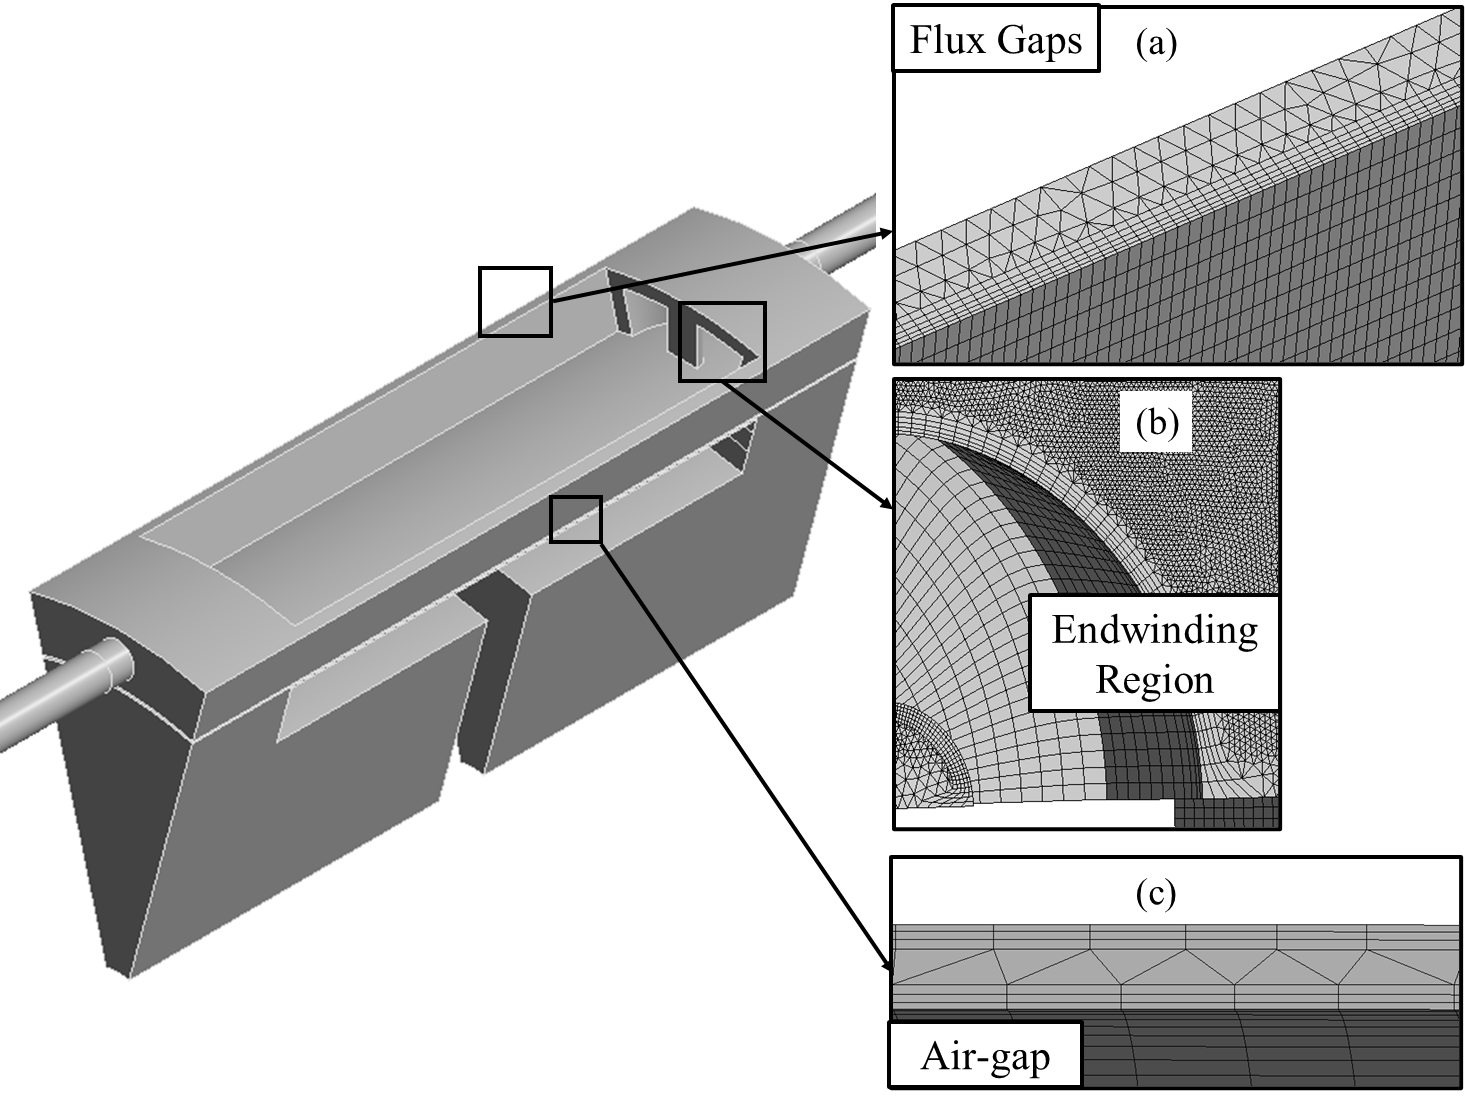 Flux Gaps
(a)
(b)
Endwinding
Region
(c)
Air-gap